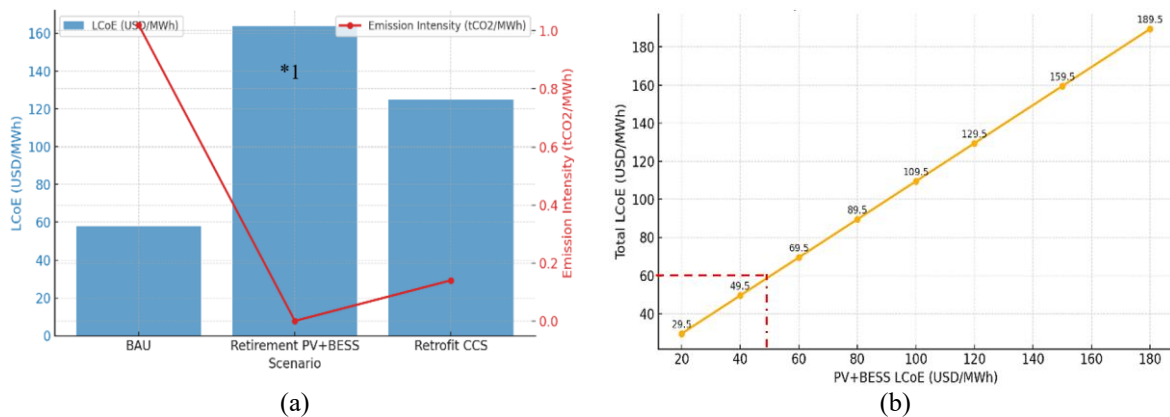 LCoE (USD/MWh)
Emission Intensity (tCO2/MWh)
*1
160
140
120
100
80
60
40
20
0
LCoE (USD/MWh)
1.0
0.8
0.6
0.4
0.2
0.0
Emission Intensity (tCO2/MWh)
BAU
Retirement PV+BESS
Retrofit CCS
Scenario
(a)
180
160
140
120
100
80
60
40
Total LCoE (USD/MWh)
29.5
49.5
69.5
89.5
109.5
129.5
159.5
189.5
20 40 60 80 100 120 140 160 180
PV+BESS LCoE (USD/MWh)
(b)